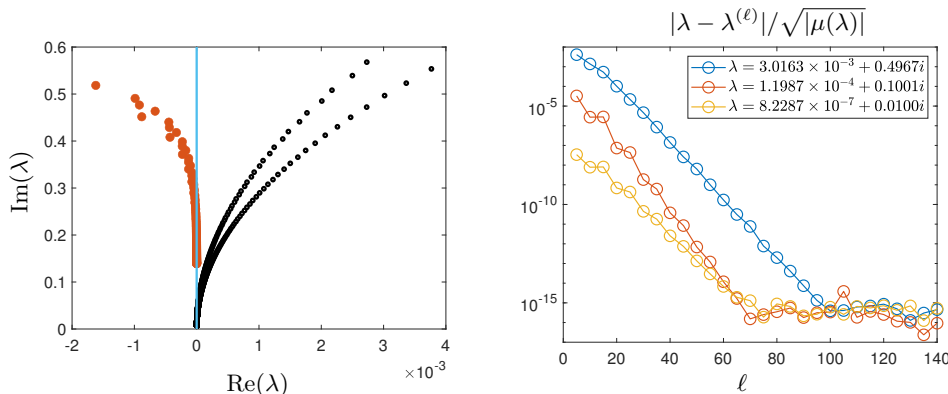 0.6
0.5
0.4
0.3
0.2
0.1
0
Im(λ)
-2 -1 0 1 2 3 4
×10^-3
Re(λ)
|λ − λ^(ℓ)|/√|μ(λ)|
λ = 3.0163 × 10^−3 + 0.4967i
λ = 1.1987 × 10^−4 + 0.1001i
λ = 8.2287 × 10^−7 + 0.0100i
10^-5
10^-10
10^-15
0 20 40 60 80 100 120 140
ℓ